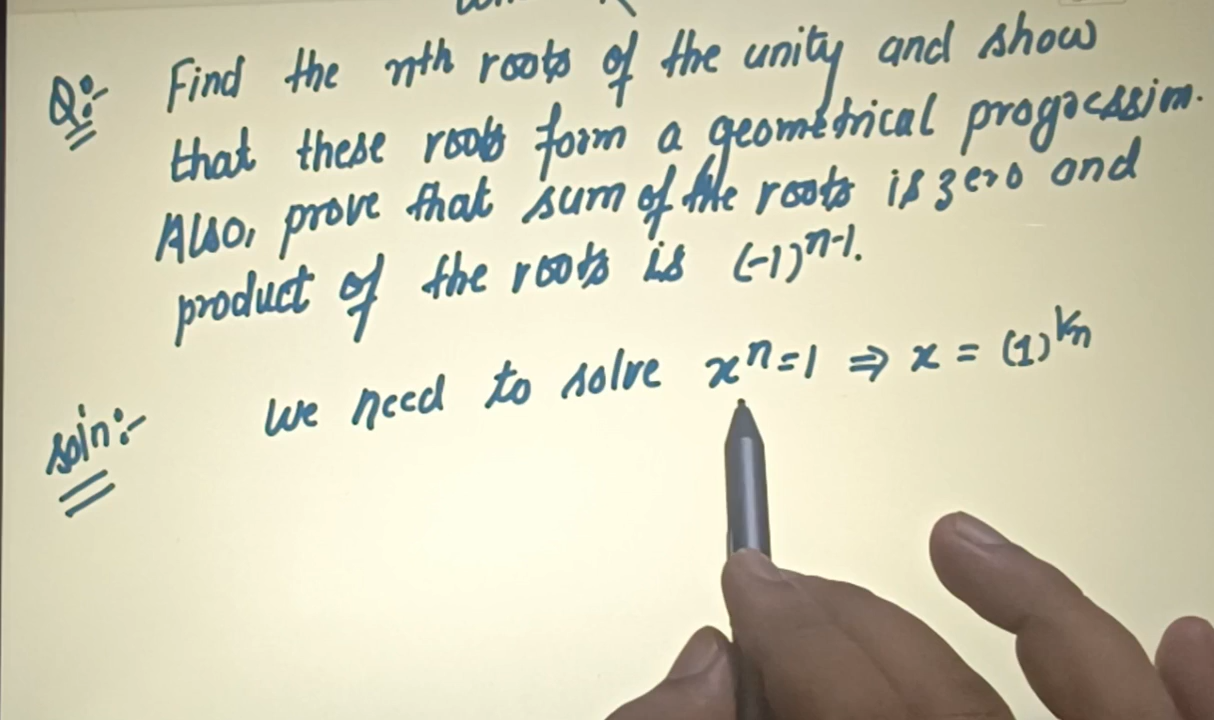 Q:- Find the nth roots of the unity and show
that these roots form a geometrical progression.
Also, prove that sum of the roots is zero and
product of the roots is (-1)^{n-1}.
Soln:- We need to solve x^n = 1 ⇒ x = (1)^{1/n}